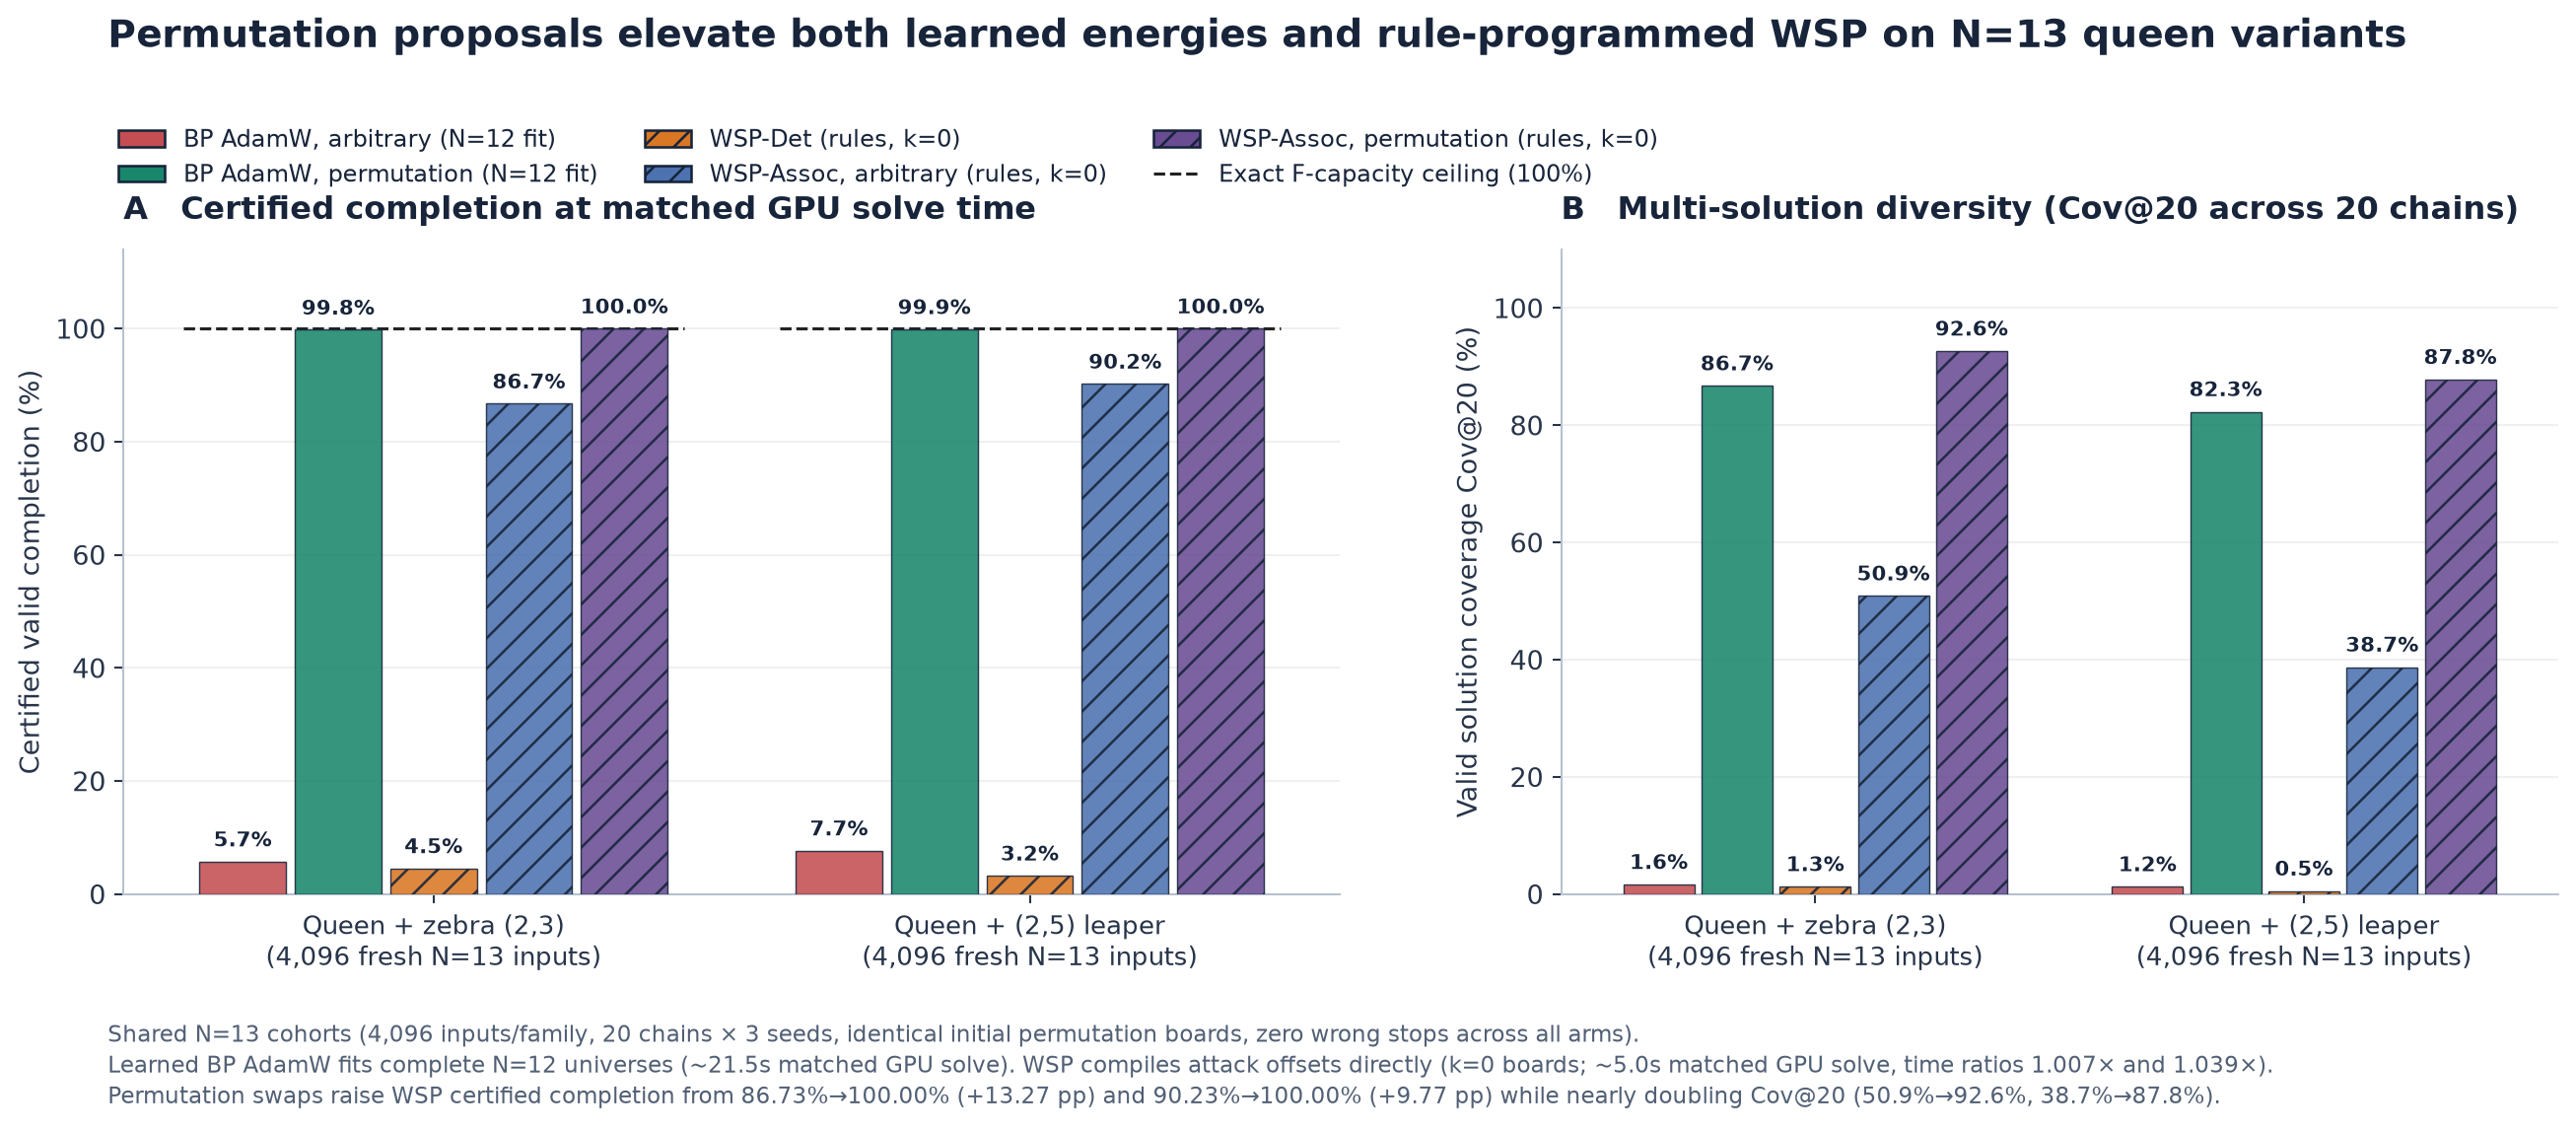 Permutation proposals elevate both learned energies and rule-programmed WSP on N=13 queen variants
BP AdamW, arbitrary (N=12 fit)
BP AdamW, permutation (N=12 fit)
WSP-Det (rules, k=0)
WSP-Assoc, arbitrary (rules, k=0)
WSP-Assoc, permutation (rules, k=0)
Exact F-capacity ceiling (100%)
A Certified completion at matched GPU solve time
Certified valid completion (%)
100
80
60
40
20
0
5.7%
99.8%
4.5%
86.7%
100.0%
7.7%
99.9%
3.2%
90.2%
100.0%
Queen + zebra (2,3)
(4,096 fresh N=13 inputs)
Queen + (2,5) leaper
(4,096 fresh N=13 inputs)
B Multi-solution diversity (Cov@20 across 20 chains)
Valid solution coverage Cov@20 (%)
100
80
60
40
20
0
1.6%
86.7%
1.3%
50.9%
92.6%
1.2%
82.3%
0.5%
38.7%
87.8%
Queen + zebra (2,3)
(4,096 fresh N=13 inputs)
Queen + (2,5) leaper
(4,096 fresh N=13 inputs)
Shared N=13 cohorts (4,096 inputs/family, 20 chains × 3 seeds, identical initial permutation boards, zero wrong stops across all arms).
Learned BP AdamW fits complete N=12 universes (~21.5s matched GPU solve). WSP compiles attack offsets directly (k=0 boards; ~5.0s matched GPU solve, time ratios 1.007× and 1.039×).
Permutation swaps raise WSP certified completion from 86.73%→100.00% (+13.27 pp) and 90.23%→100.00% (+9.77 pp) while nearly doubling Cov@20 (50.9%→92.6%, 38.7%→87.8%).